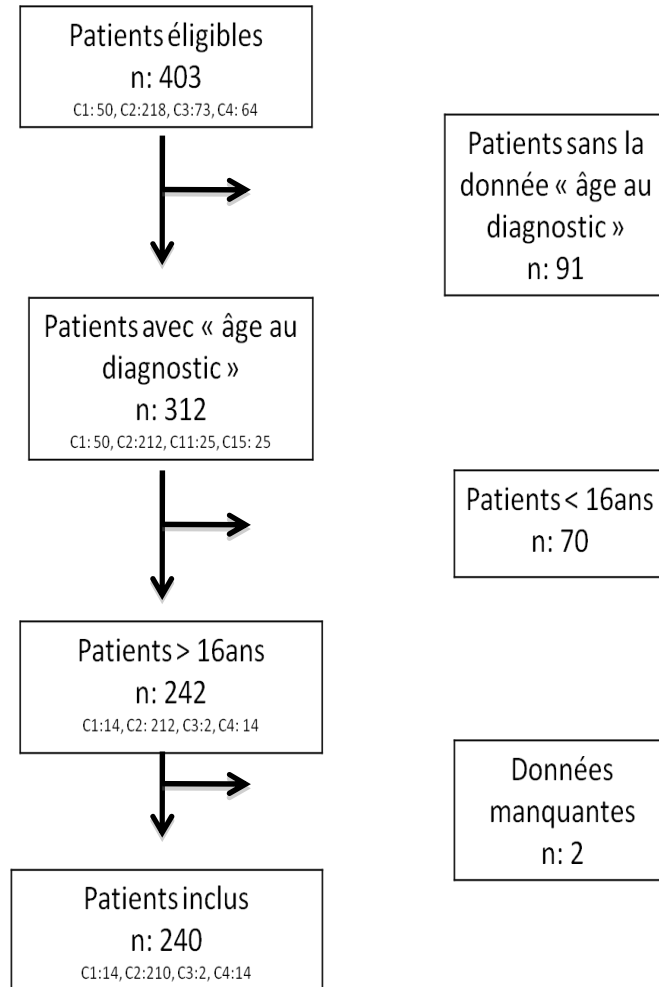 Patients éligibles
n: 403
C1: 50, C2:218, C3:73, C4: 64
Patients sans la
donnée « âge au
diagnostic »
n: 91
Patients avec « âge au
diagnostic »
n: 312
C1: 50, C2:212, C11:25, C15: 25
Patients < 16ans
n: 70
Patients > 16ans
n: 242
C1:14, C2: 212, C3:2, C4: 14
Données
manquantes
n: 2
Patients inclus
n: 240
C1:14, C2:210, C3:2, C4:14